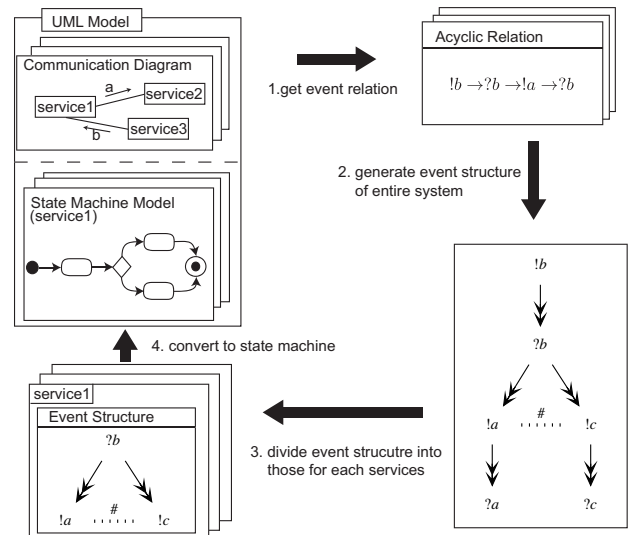 UML Model
Communication Diagram
a
service1
service2
b
service3
State Machine Model
(service1)
1.get event relation
Acyclic Relation
!b →?b →!a →?b
2. generate event structure
of entire system
!b
?b
!a # !c
?a ?c
3. divide event strucutre into
those for each services
service1
Event Structure
?b
!a # !c
4. convert to state machine